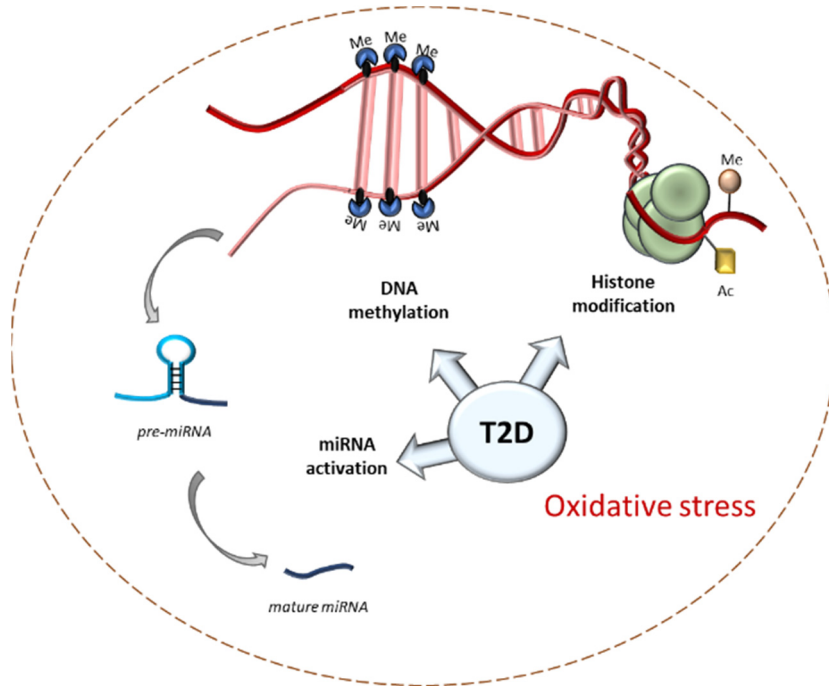 Me
Me
Me
Me
Me
Me
Me
Ac
DNA
methylation
Histone
modification
pre-miRNA
miRNA
activation
T2D
Oxidative stress
mature miRNA